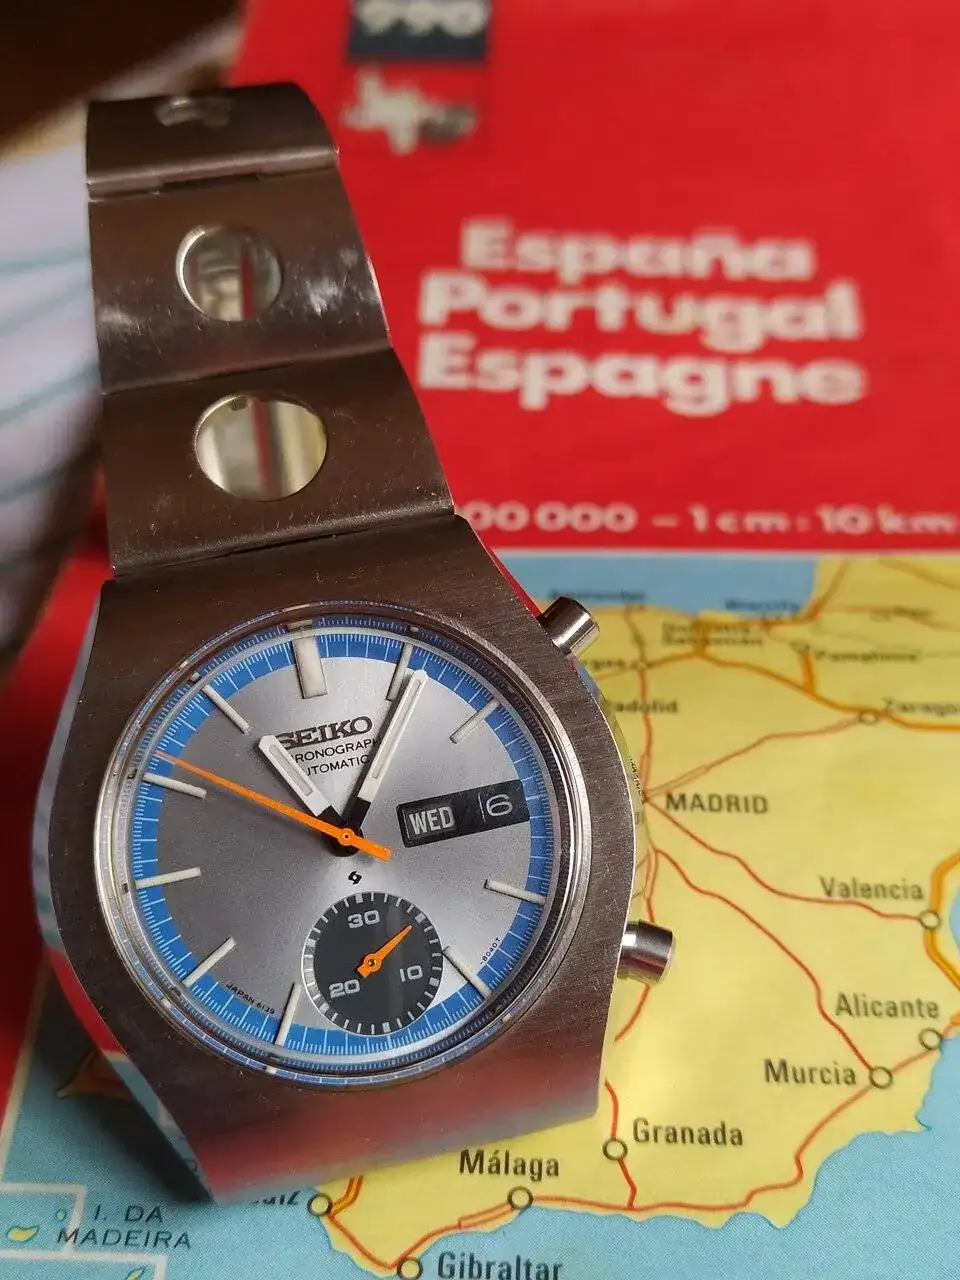 990
España
Portugal
Espagne
00 000 - 1 cm : 10 km
SEIKO
WED 6
30
10
20
JAPAN 6139
-8040T
MADRID
Valencia
Alicante
Murcia
Granada
Málaga
Gibraltar
I. DA
MADEIRA